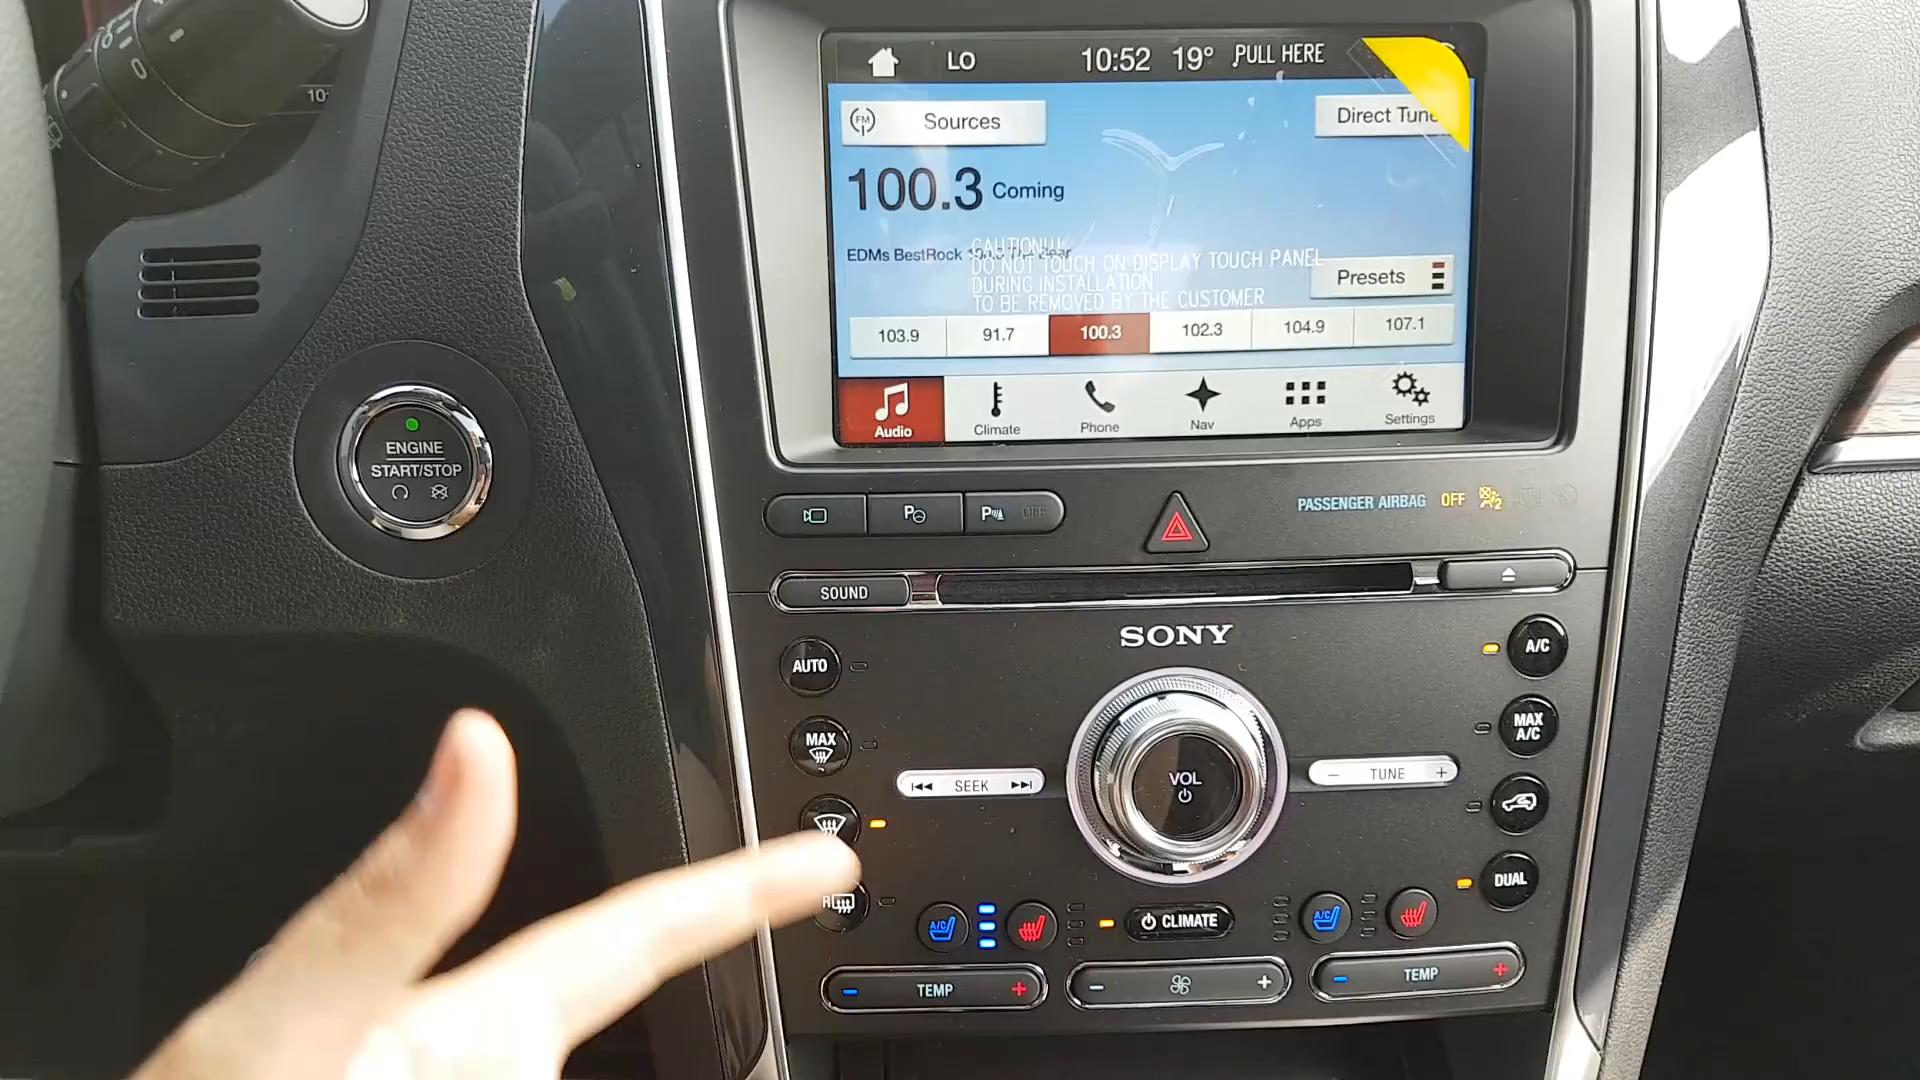 LO 10:52 19° PULL HERE
FM Sources Direct Tune
100.3 Coming
EDMs BestRock
CAUTION!!!
DO NOT TOUCH ON DISPLAY TOUCH PANEL
DURING INSTALLATION
TO BE REMOVED BY THE CUSTOMER
Presets
103.9 91.7 100.3 102.3 104.9 107.1
Audio Climate Phone Nav Apps Settings
10
ENGINE
START/STOP
P P OFF
PASSENGER AIRBAG OFF 2
SOUND
SONY
AUTO
A/C
MAX
MAX
A/C
SEEK
VOL
− TUNE +
R
DUAL
A/C
CLIMATE
A/C
− TEMP +
− +
− TEMP +